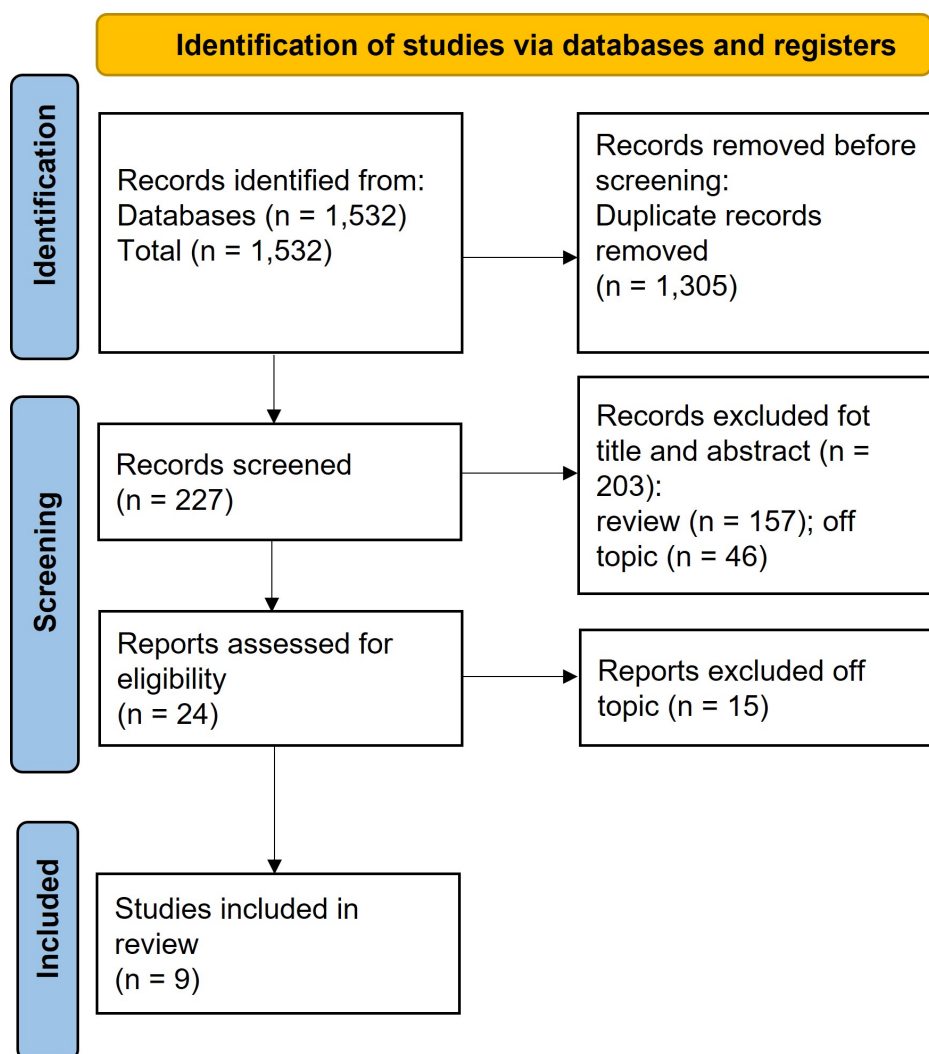 Identification of studies via databases and registers
Identification
Records identified from:
Databases (n = 1,532)
Total (n = 1,532)
Records removed before
screening:
Duplicate records
removed
(n = 1,305)
Screening
Records screened
(n = 227)
Records excluded fot
title and abstract (n =
203):
review (n = 157); off
topic (n = 46)
Reports assessed for
eligibility
(n = 24)
Reports excluded off
topic (n = 15)
Included
Studies included in
review
(n = 9)